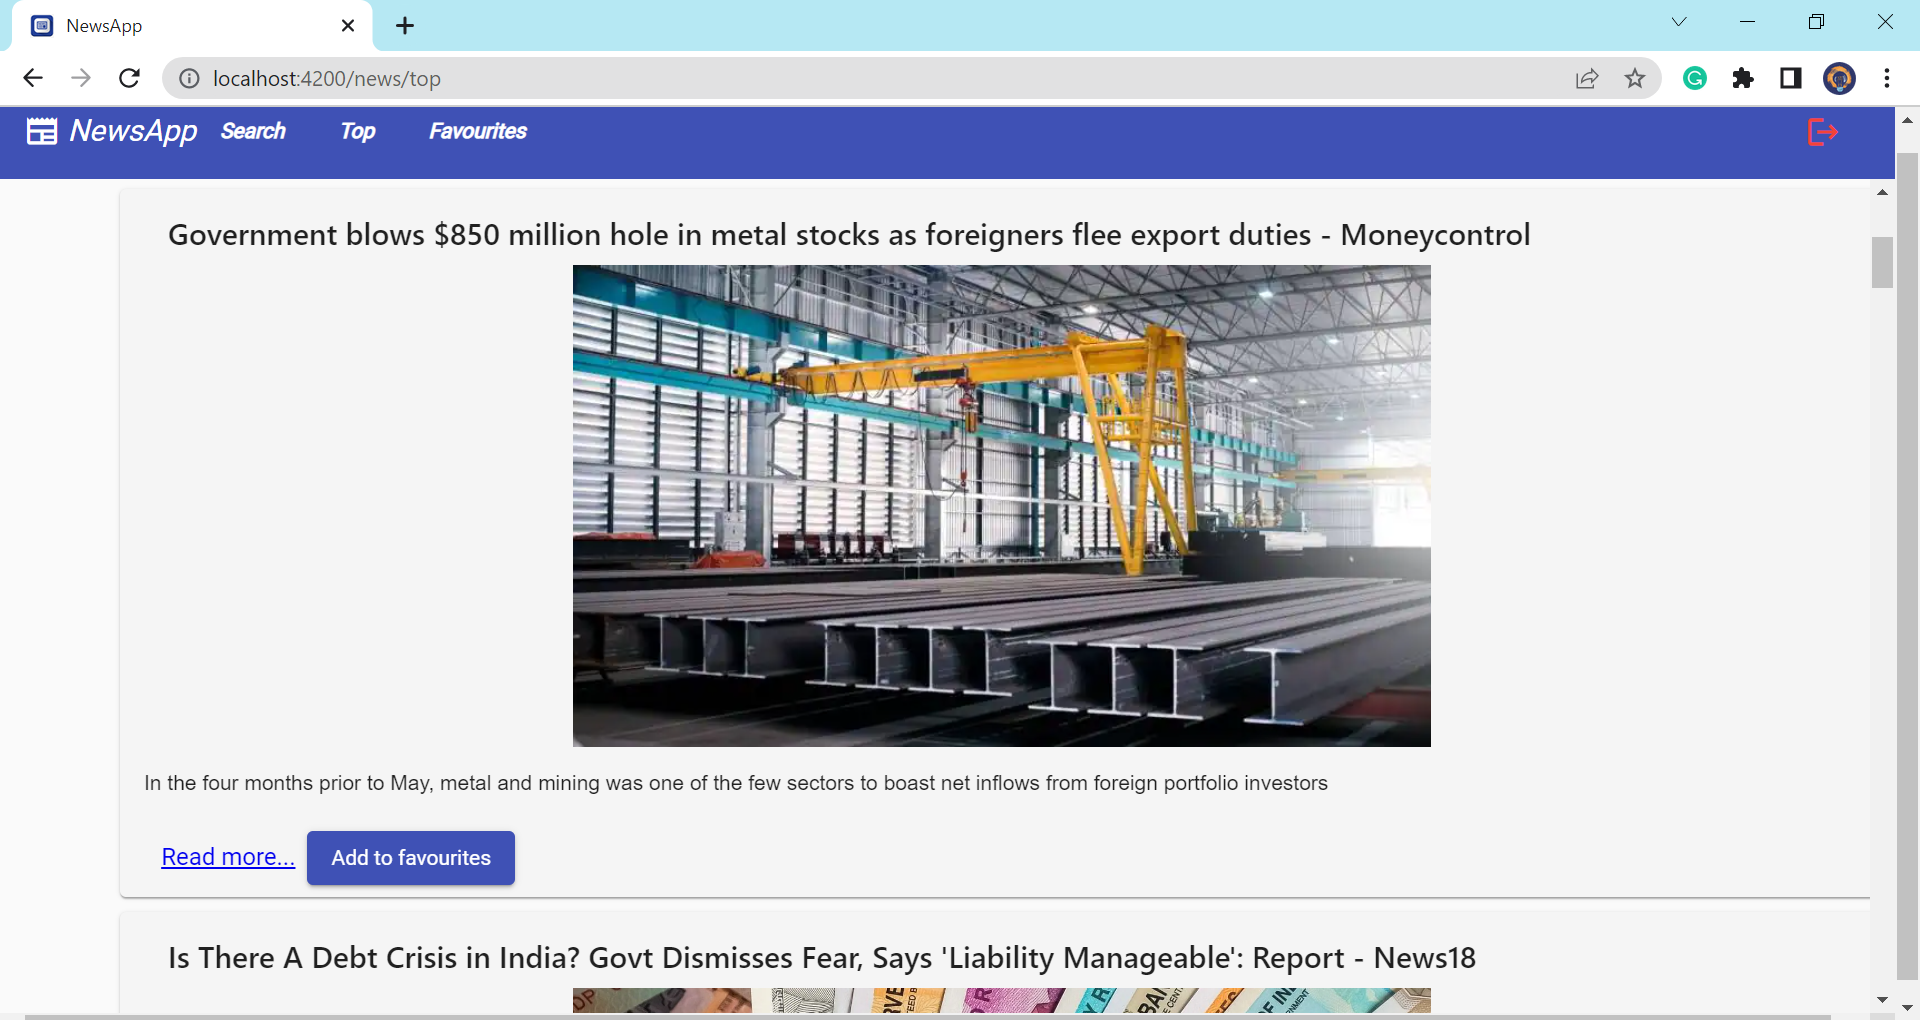 NewsApp
localhost:4200/news/top
NewsApp Search Top Favourites
Government blows $850 million hole in metal stocks as foreigners flee export duties - Moneycontrol
In the four months prior to May, metal and mining was one of the few sectors to boast net inflows from foreign portfolio investors
Read more... Add to favourites
Is There A Debt Crisis in India? Govt Dismisses Fear, Says 'Liability Manageable': Report - News18